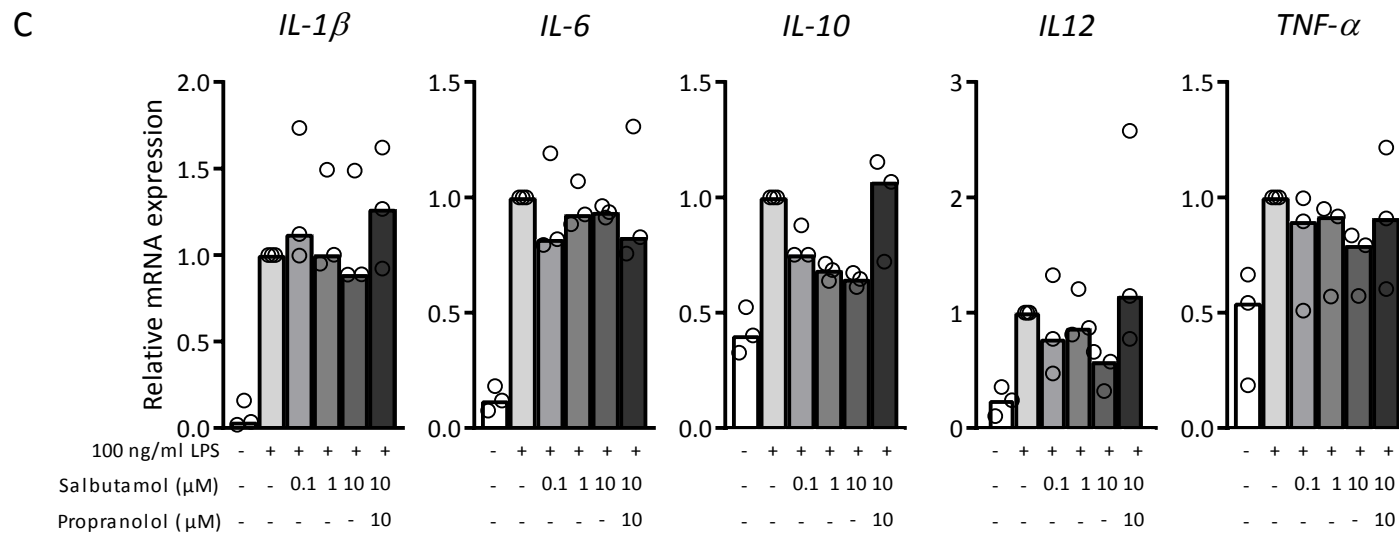 C
IL-1β IL-6 IL-10 IL12 TNF-α
Relative mRNA expression
2.0 1.5 1.5 3 1.5
1.5
1.0 1.0 2 1.0
1.0
0.5 0.5 1 0.5
0.5
0.0 0.0 0.0 0 0.0
100 ng/ml LPS - + + + + + - + + + + + - + + + + + - + + + + + - + + + + +
Salbutamol (μM) - - 0.1 1 10 10 - - 0.1 1 10 10 - - 0.1 1 10 10 - - 0.1 1 10 10 - - 0.1 1 10 10
Propranolol (μM) - - - - - 10 - - - - - 10 - - - - - 10 - - - - - 10 - - - - - 10